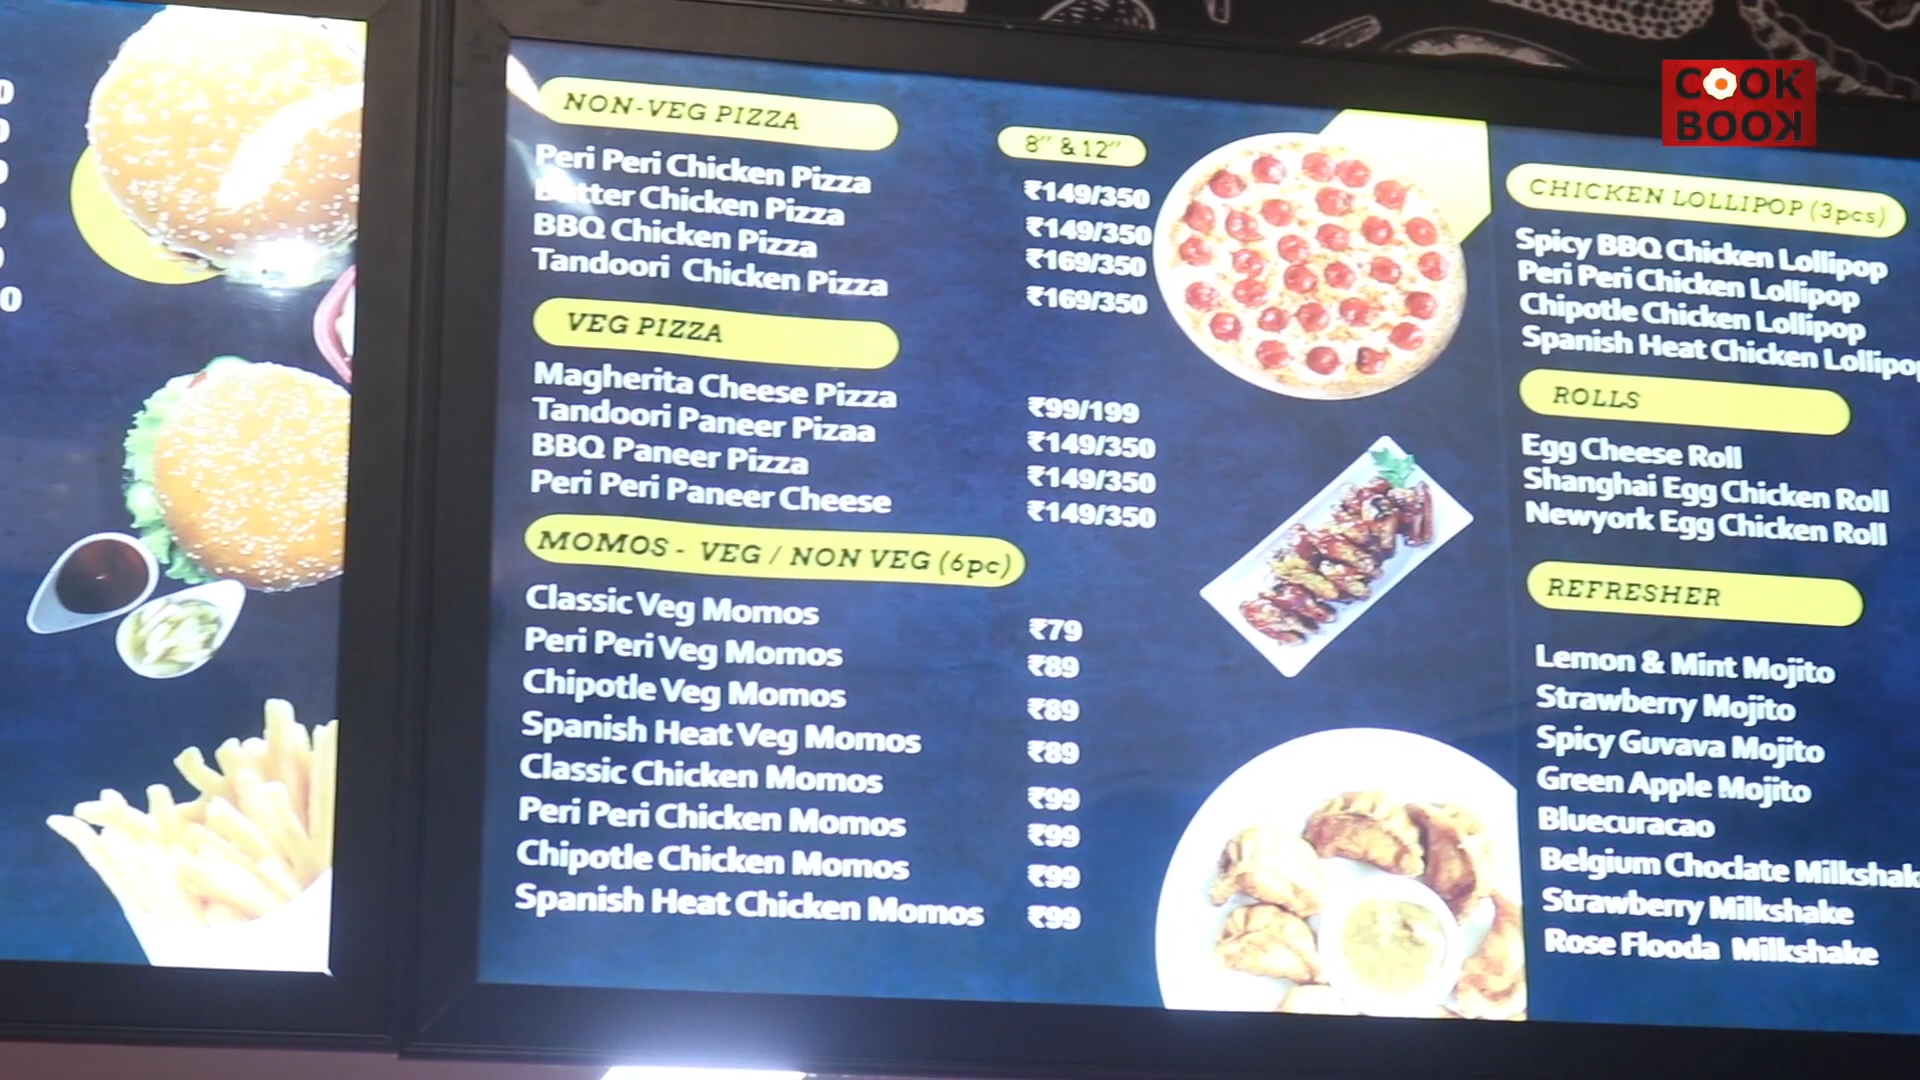 COOK
BOOK
NON-VEG PIZZA
8" & 12"
Peri Peri Chicken Pizza ₹149/350
Butter Chicken Pizza ₹149/350
BBQ Chicken Pizza ₹169/350
Tandoori Chicken Pizza ₹169/350
VEG PIZZA
Magherita Cheese Pizza ₹99/199
Tandoori Paneer Pizaa ₹149/350
BBQ Paneer Pizza ₹149/350
Peri Peri Paneer Cheese ₹149/350
MOMOS - VEG / NON VEG (6pc)
Classic Veg Momos ₹79
Peri Peri Veg Momos ₹89
Chipotle Veg Momos ₹89
Spanish Heat Veg Momos ₹89
Classic Chicken Momos ₹99
Peri Peri Chicken Momos ₹99
Chipotle Chicken Momos ₹99
Spanish Heat Chicken Momos ₹99
CHICKEN LOLLIPOP (3pcs)
Spicy BBQ Chicken Lollipop
Peri Peri Chicken Lollipop
Chipotle Chicken Lollipop
Spanish Heat Chicken Lollipop
ROLLS
Egg Cheese Roll
Shanghai Egg Chicken Roll
Newyork Egg Chicken Roll
REFRESHER
Lemon & Mint Mojito
Strawberry Mojito
Spicy Guvava Mojito
Green Apple Mojito
Bluecuracao
Belgium Choclate Milkshak
Strawberry Milkshake
Rose Flooda Milkshake